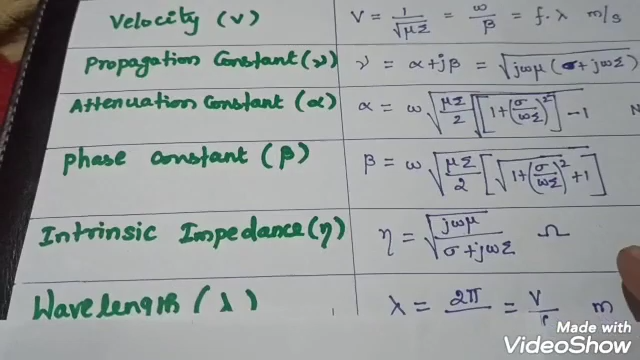 Velocity (v) V = 1/√με = ω/β = f.λ m/s
Propagation Constant(ν) ν = α+jβ = √jωμ(σ+jωε)
Attenuation Constant (α) α = ω√με/2[√1+(σ/ωε)² -1
Phase constant (β) β = ω√με/2[√1+(σ/ωε)²+1]
Intrinsic Impedance(η) η = √jωμ/σ+jωε Ω
Wavelength (λ) λ = 2π = V/f m
Made with
VideoShow